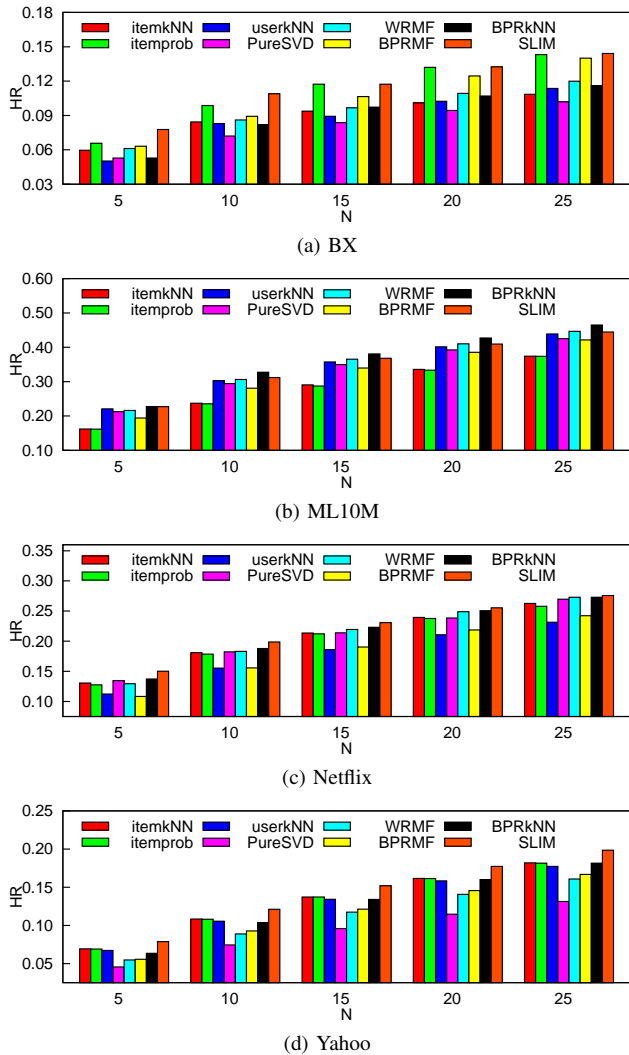 0.18
itemkNN userkNN WRMF BPRkNN
0.15
itemprob PureSVD BPRMF SLIM
0.12
HR
0.09
0.06
0.03
5 10 15 20 25
N
(a) BX
0.60
itemkNN userkNN WRMF BPRkNN
0.50
itemprob PureSVD BPRMF SLIM
0.40
HR
0.30
0.20
0.10
5 10 15 20 25
N
(b) ML10M
0.35
itemkNN userkNN WRMF BPRkNN
0.30
itemprob PureSVD BPRMF SLIM
0.25
HR
0.20
0.15
0.10
5 10 15 20 25
N
(c) Netflix
0.25
itemkNN userkNN WRMF BPRkNN
0.20
itemprob PureSVD BPRMF SLIM
0.15
HR
0.10
0.05
5 10 15 20 25
N
(d) Yahoo